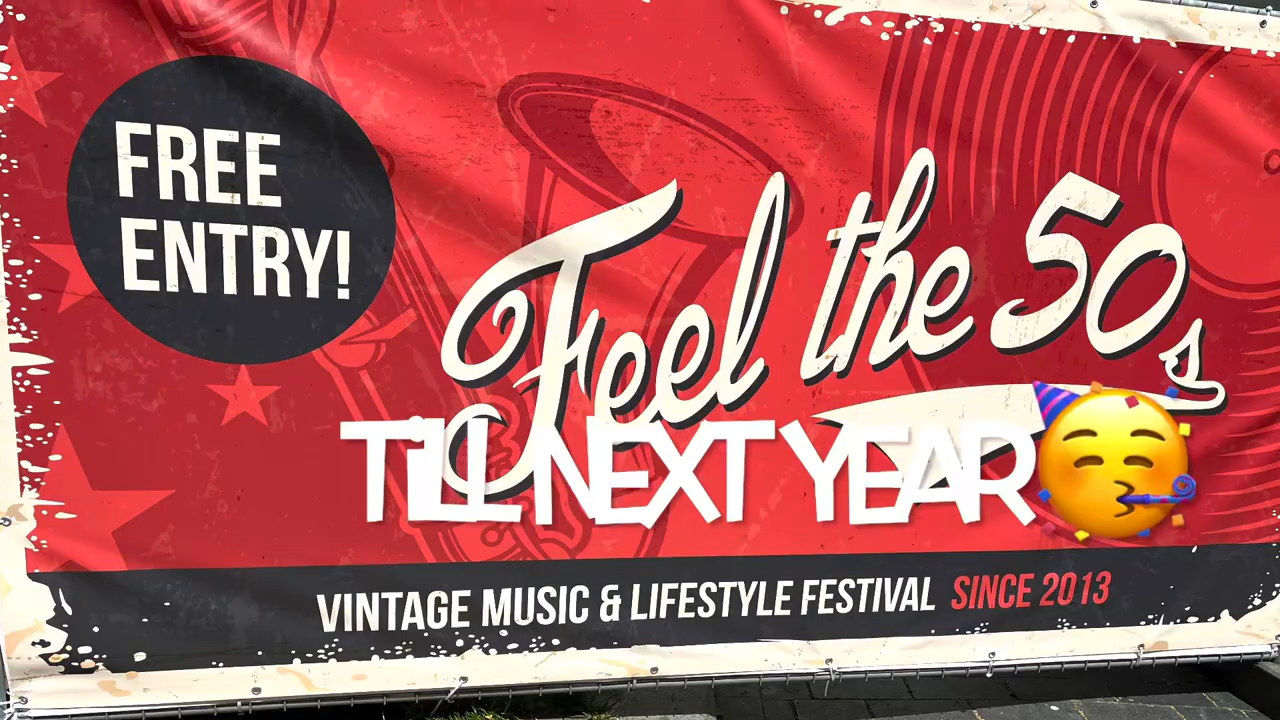 FREE
ENTRY!
Feel the 50s
TILL NEXT YEAR🥳
VINTAGE MUSIC & LIFESTYLE FESTIVAL SINCE 2013